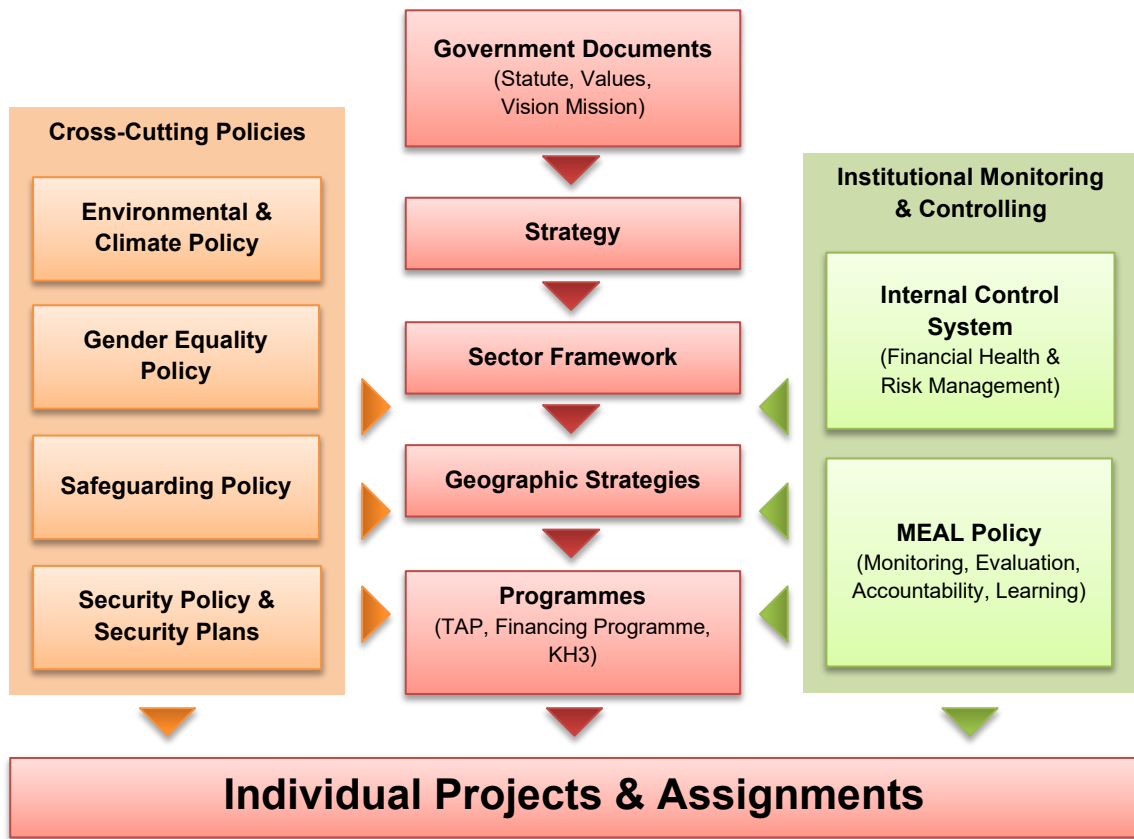 Government Documents
(Statute, Values,
Vision Mission)
Cross-Cutting Policies
Environmental &
Climate Policy
Gender Equality
Policy
Safeguarding Policy
Security Policy &
Security Plans
Strategy
Sector Framework
Geographic Strategies
Programmes
(TAP, Financing Programme,
KH3)
Institutional Monitoring
& Controlling
Internal Control
System
(Financial Health &
Risk Management)
MEAL Policy
(Monitoring, Evaluation,
Accountability, Learning)
Individual Projects & Assignments